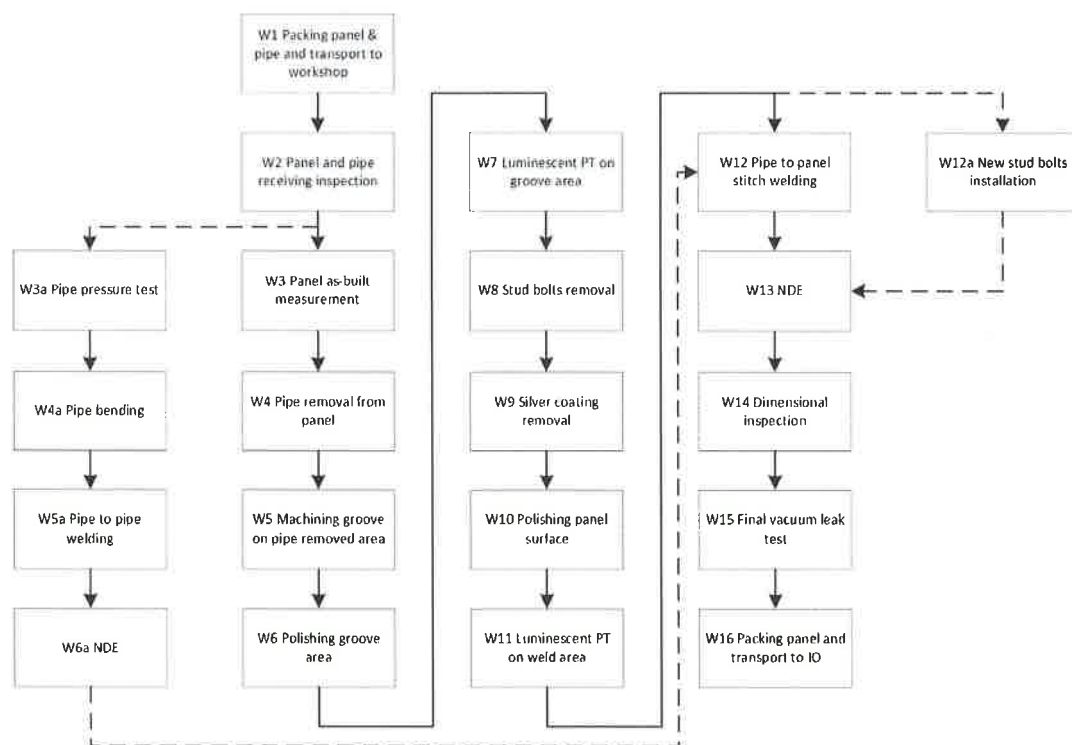 W1 Packing panel &
pipe and transport to
workshop
W2 Panel and pipe
receiving inspection
W3a Pipe pressure test
W4a Pipe bending
W5a Pipe to pipe
welding
W6a NDE
W3 Panel as-built
measurement
W4 Pipe removal from
panel
W5 Machining groove
on pipe removed area
W6 Polishing groove
area
W7 Luminescent PT on
groove area
W8 Stud bolts removal
W9 Silver coating
removal
W10 Polishing panel
surface
W11 Luminescent PT
on weld area
W12 Pipe to panel
stitch welding
W12a New stud bolts
installation
W13 NDE
W14 Dimensional
inspection
W15 Final vacuum leak
test
W16 Packing panel and
transport to IO